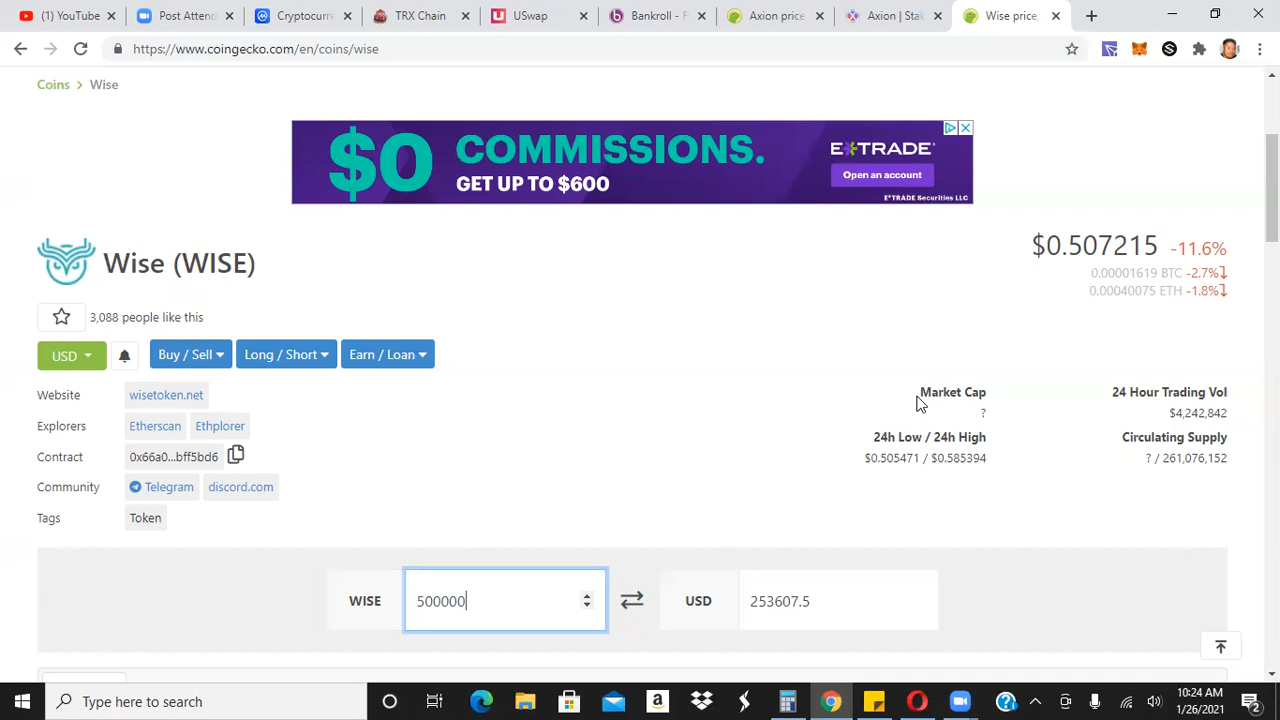 (1) YouTube
Post Attend
Cryptocurr
TRX Chain
USwap
Bankroll - F
Axion price
Axion | Stak
Wise price,
https://www.coingecko.com/en/coins/wise
Coins > Wise
$0 COMMISSIONS.
GET UP TO $600
E*TRADE
Open an account
E*TRADE Securities LLC
Wise (WISE)
$0.507215 -11.6%
0.00001619 BTC -2.7%
0.00040075 ETH -1.8%
3,088 people like this
USD
Buy / Sell
Long / Short
Earn / Loan
Website wisetoken.net
Market Cap
?
24 Hour Trading Vol
$4,242,842
Explorers Etherscan Ethplorer
24h Low / 24h High
$0.505471 / $0.585394
Circulating Supply
? / 261,076,152
Contract 0x66a0...bff5bd6
Community Telegram discord.com
Tags Token
WISE 500000
USD 253607.5
Type here to search
10:24 AM
1/26/2021
2